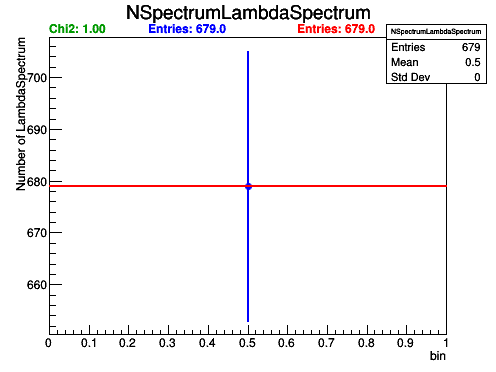 NSpectrumLambdaSpectrum
Chi2: 1.00 Entries: 679.0 Entries: 679.0
NSpectrumLambdaSpectrum
Entries 679
Mean 0.5
Std Dev 0
Number of LambdaSpectrum
700
690
680
670
660
0 0.1 0.2 0.3 0.4 0.5 0.6 0.7 0.8 0.9 1
bin